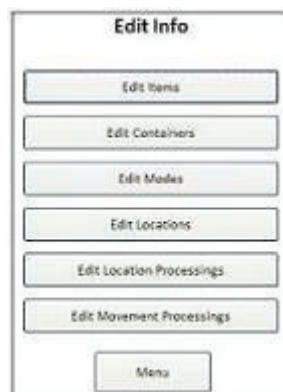 Edit Info
Edit Items
Edit Containers
Edit Modes
Edit Locations
Edit Location Processings
Edit Movement Processings
Menu